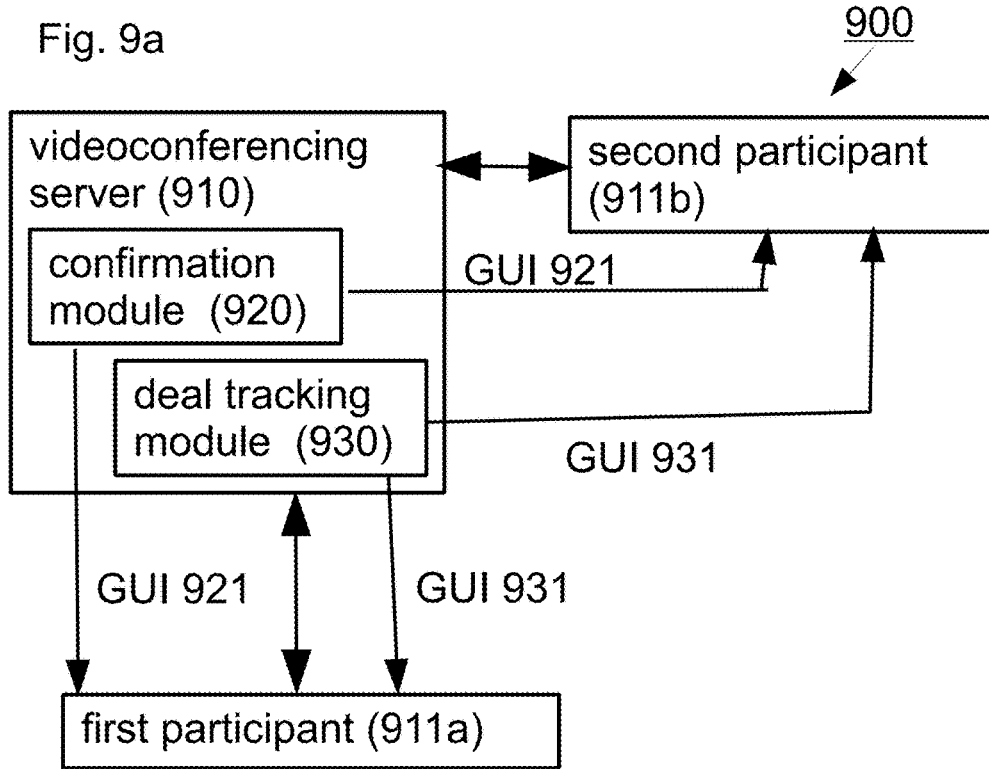 Fig. 9a
900
videoconferencing
server (910)
second participant
(911b)
confirmation
module (920)
GUI 921
deal tracking
module (930)
GUI 931
GUI 921
GUI 931
first participant (911a)